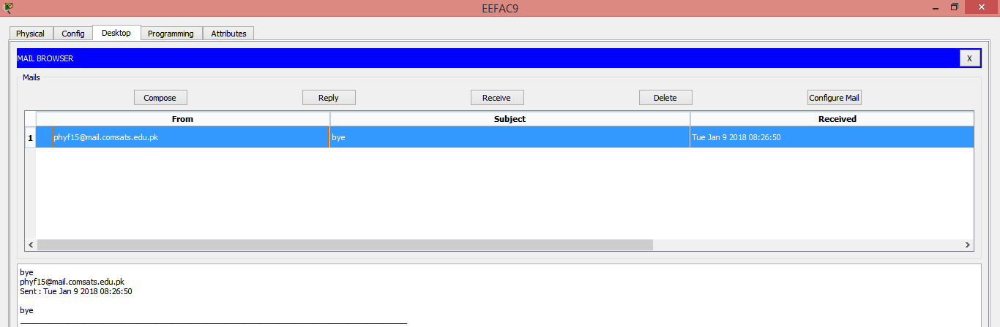 EEFAC9
Physical Config Desktop Programming Attributes
MAIL BROWSER X
Mails
Compose Reply Receive Delete Configure Mail
From Subject Received
1 phyf15@mail.comsats.edu.pk bye Tue Jan 9 2018 08:26:50
bye
phyf15@mail.comsats.edu.pk
Sent : Tue Jan 9 2018 08:26:50
bye